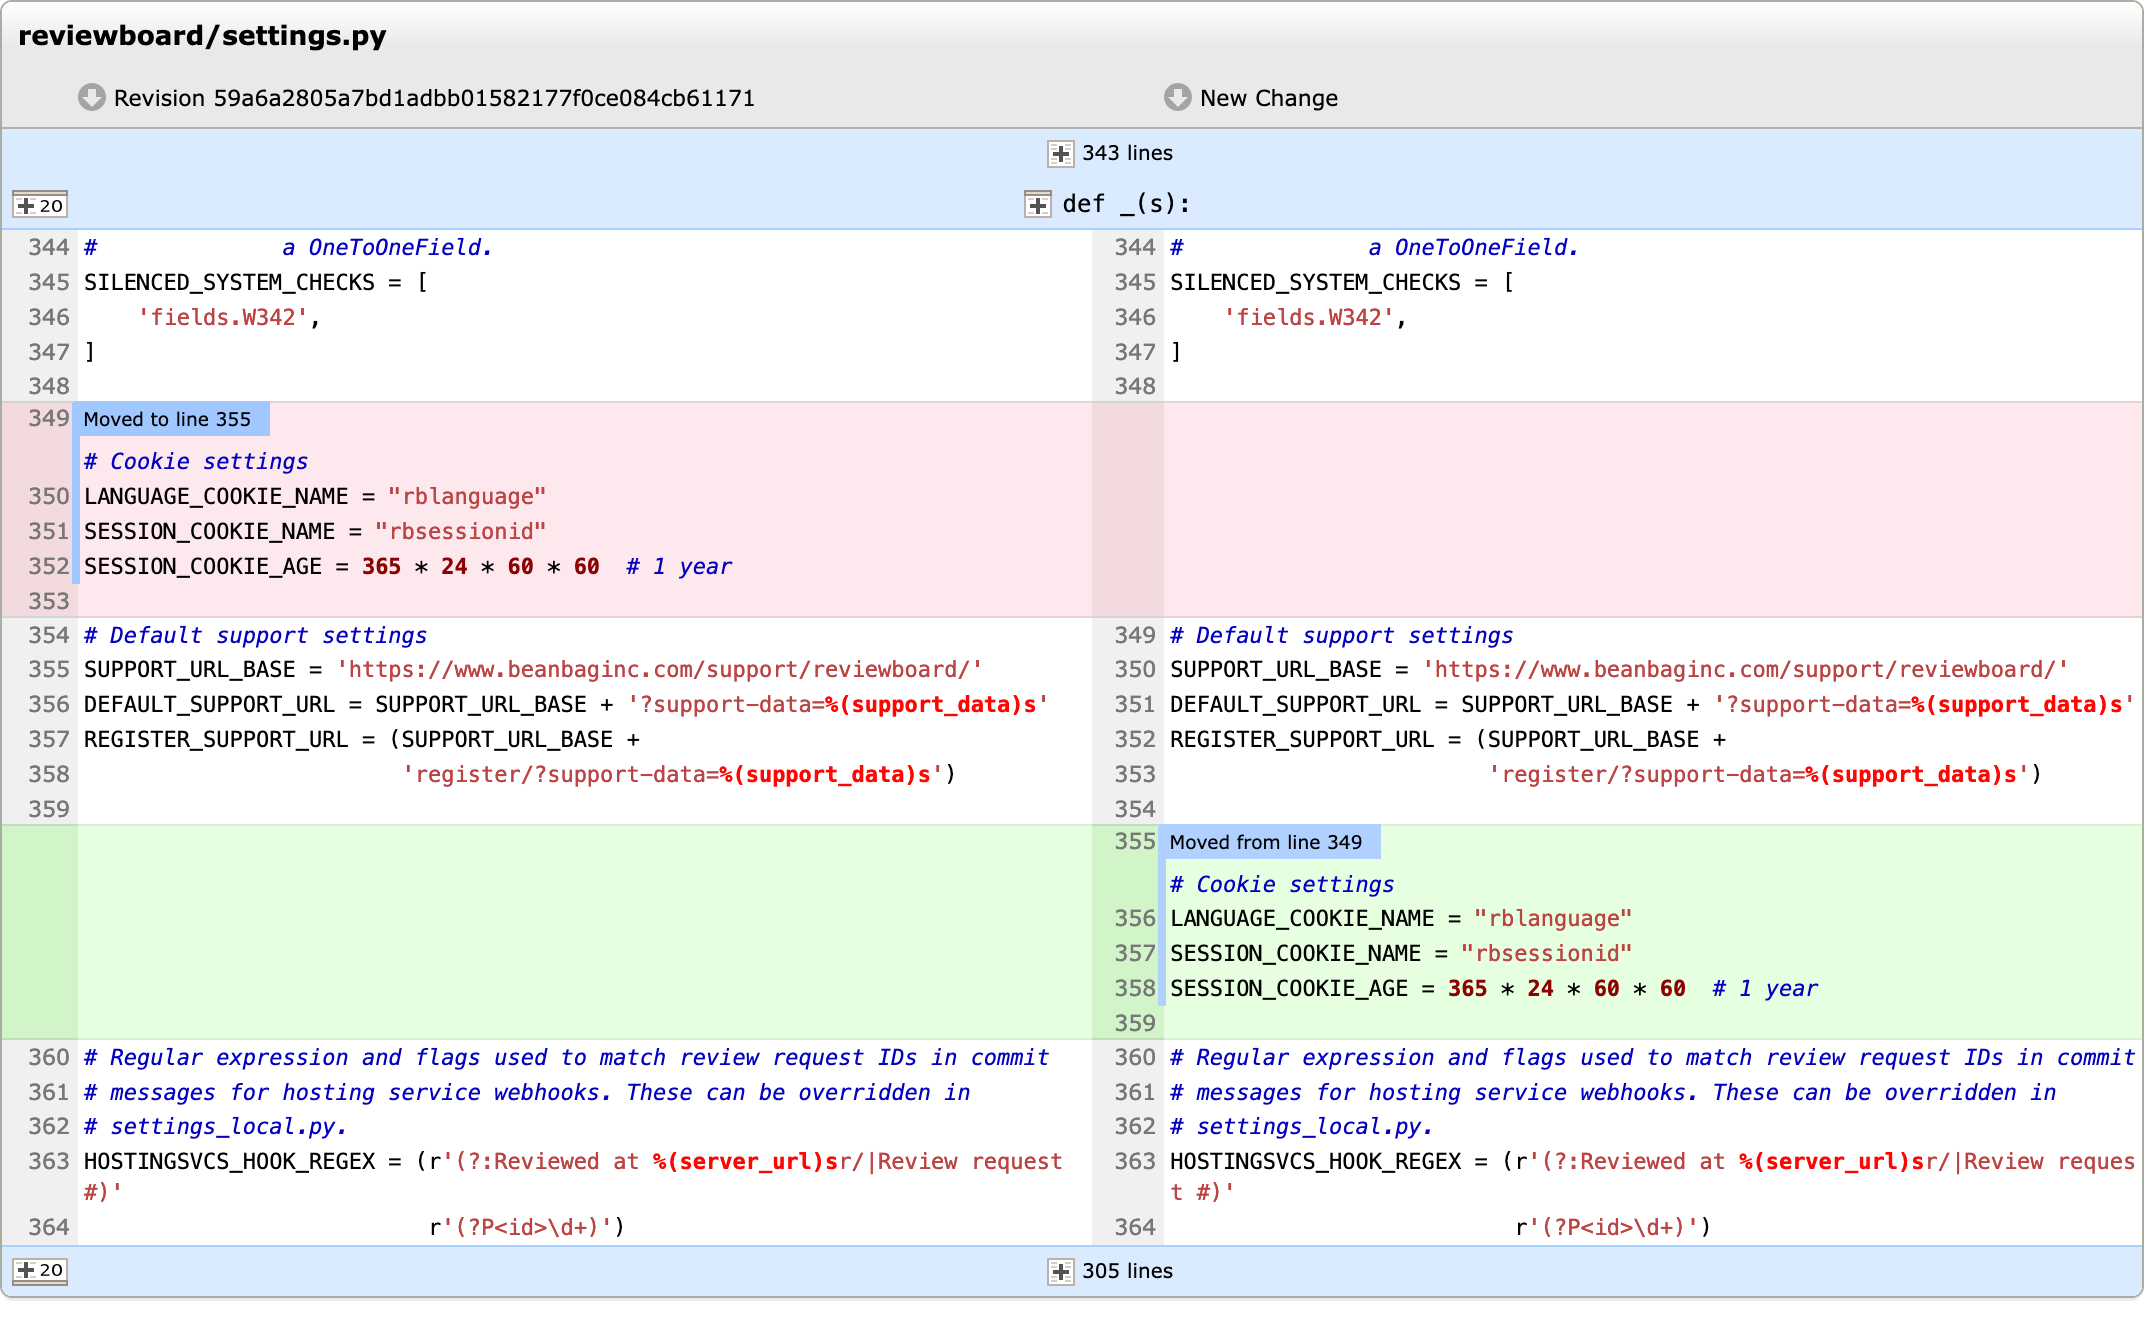 reviewboard/settings.py
Revision 59a6a2805a7bd1adbb01582177f0ce084cb61171 New Change
343 lines
20 def _(s):
344 # a OneToOneField. 344 # a OneToOneField.
345 SILENCED_SYSTEM_CHECKS = [ 345 SILENCED_SYSTEM_CHECKS = [
346 'fields.W342', 346 'fields.W342',
347 ] 347 ]
348 348
349 Moved to line 355
# Cookie settings
350 LANGUAGE_COOKIE_NAME = "rblanguage"
351 SESSION_COOKIE_NAME = "rbsessionid"
352 SESSION_COOKIE_AGE = 365 * 24 * 60 * 60 # 1 year
353
354 # Default support settings 349 # Default support settings
355 SUPPORT_URL_BASE = 'https://www.beanbaginc.com/support/reviewboard/' 350 SUPPORT_URL_BASE = 'https://www.beanbaginc.com/support/reviewboard/'
356 DEFAULT_SUPPORT_URL = SUPPORT_URL_BASE + '?support-data=%(support_data)s' 351 DEFAULT_SUPPORT_URL = SUPPORT_URL_BASE + '?support-data=%(support_data)s'
357 REGISTER_SUPPORT_URL = (SUPPORT_URL_BASE + 352 REGISTER_SUPPORT_URL = (SUPPORT_URL_BASE +
358 'register/?support-data=%(support_data)s') 353 'register/?support-data=%(support_data)s')
359 354
355 Moved from line 349
# Cookie settings
356 LANGUAGE_COOKIE_NAME = "rblanguage"
357 SESSION_COOKIE_NAME = "rbsessionid"
358 SESSION_COOKIE_AGE = 365 * 24 * 60 * 60 # 1 year
359
360 # Regular expression and flags used to match review request IDs in commit 360 # Regular expression and flags used to match review request IDs in commit
361 # messages for hosting service webhooks. These can be overridden in 361 # messages for hosting service webhooks. These can be overridden in
362 # settings_local.py. 362 # settings_local.py.
363 HOSTINGSVCS_HOOK_REGEX = (r'(?:Reviewed at %(server_url)sr/|Review request 363 HOSTINGSVCS_HOOK_REGEX = (r'(?:Reviewed at %(server_url)sr/|Review reques
#)' t #)'
364 r'(?P<id>\d+)') 364 r'(?P<id>\d+)')
20 305 lines